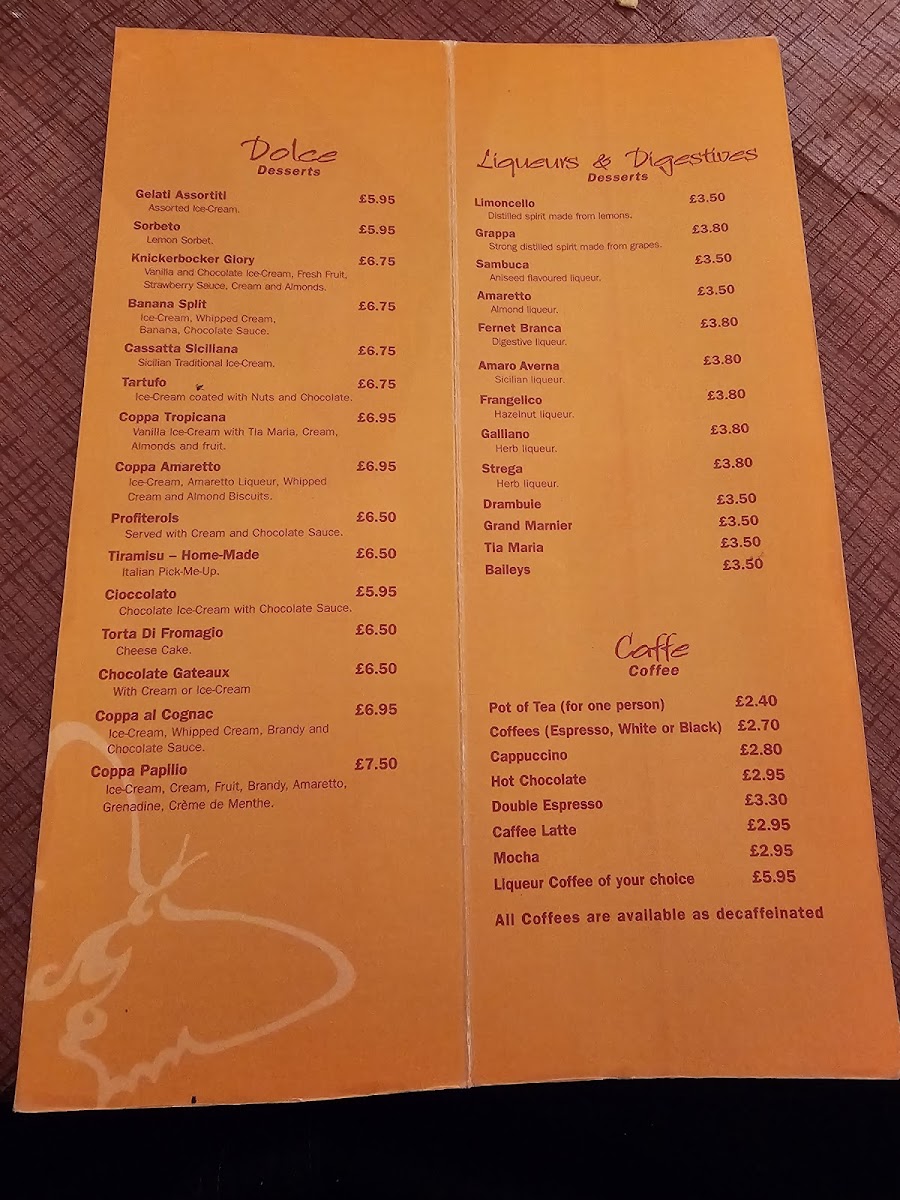 Dolce
Desserts
Gelati Assortiti £5.95
Assorted Ice-Cream.
Sorbeto £5.95
Lemon Sorbet.
Knickerbocker Glory £6.75
Vanilla and Chocolate Ice-Cream, Fresh Fruit,
Strawberry Sauce, Cream and Almonds.
Banana Split £6.75
Ice-Cream, Whipped Cream,
Banana, Chocolate Sauce.
Cassatta Siciliana £6.75
Sicilian Traditional Ice-Cream.
Tartufo £6.75
Ice-Cream coated with Nuts and Chocolate.
Coppa Tropicana £6.95
Vanilla Ice-Cream with Tia Maria, Cream,
Almonds and fruit.
Coppa Amaretto £6.95
Ice-Cream, Amaretto Liqueur, Whipped
Cream and Almond Biscuits.
Profiterols £6.50
Served with Cream and Chocolate Sauce.
Tiramisu – Home-Made £6.50
Italian Pick-Me-Up.
Cioccolato £5.95
Chocolate Ice-Cream with Chocolate Sauce.
Torta Di Fromagio £6.50
Cheese Cake.
Chocolate Gateaux £6.50
With Cream or Ice-Cream
Coppa al Cognac £6.95
Ice-Cream, Whipped Cream, Brandy and
Chocolate Sauce.
Coppa Papilio £7.50
Ice-Cream, Cream, Fruit, Brandy, Amaretto,
Grenadine, Crème de Menthe.
Liqueurs & Digestives
Desserts
Limoncello £3.50
Distilled spirit made from lemons.
Grappa £3.80
Strong distilled spirit made from grapes.
Sambuca £3.50
Aniseed flavoured liqueur.
Amaretto £3.50
Almond liqueur.
Fernet Branca £3.80
Digestive liqueur.
Amaro Averna £3.80
Sicilian liqueur.
Frangelico £3.80
Hazelnut liqueur.
Galliano £3.80
Herb liqueur.
Strega £3.80
Herb liqueur.
Drambuie £3.50
Grand Marnier £3.50
Tia Maria £3.50
Baileys £3.50
Caffe
Coffee
Pot of Tea (for one person) £2.40
Coffees (Espresso, White or Black) £2.70
Cappuccino £2.80
Hot Chocolate £2.95
Double Espresso £3.30
Caffee Latte £2.95
Mocha £2.95
Liqueur Coffee of your choice £5.95
All Coffees are available as decaffeinated